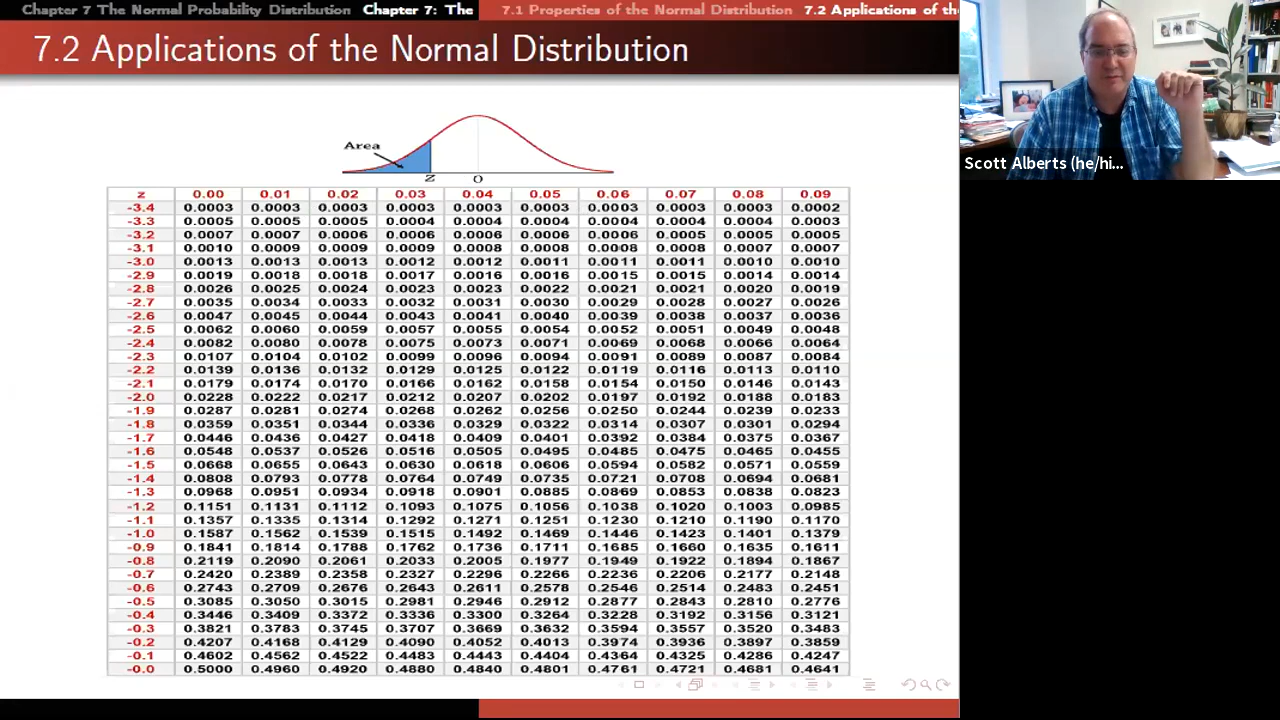 Chapter 7 The Normal Probability Distribution Chapter 7: The 7.1 Properties of the Normal Distribution 7.2 Applications of th
7.2 Applications of the Normal Distribution
Scott Alberts (he/hi...
Area
z 0
z 0.00 0.01 0.02 0.03 0.04 0.05 0.06 0.07 0.08 0.09
-3.4 0.0003 0.0003 0.0003 0.0003 0.0003 0.0003 0.0003 0.0003 0.0003 0.0002
-3.3 0.0005 0.0005 0.0005 0.0004 0.0004 0.0004 0.0004 0.0004 0.0004 0.0003
-3.2 0.0007 0.0007 0.0006 0.0006 0.0006 0.0006 0.0006 0.0005 0.0005 0.0005
-3.1 0.0010 0.0009 0.0009 0.0009 0.0008 0.0008 0.0008 0.0008 0.0007 0.0007
-3.0 0.0013 0.0013 0.0013 0.0012 0.0012 0.0011 0.0011 0.0011 0.0010 0.0010
-2.9 0.0019 0.0018 0.0018 0.0017 0.0016 0.0016 0.0015 0.0015 0.0014 0.0014
-2.8 0.0026 0.0025 0.0024 0.0023 0.0023 0.0022 0.0021 0.0021 0.0020 0.0019
-2.7 0.0035 0.0034 0.0033 0.0032 0.0031 0.0030 0.0029 0.0028 0.0027 0.0026
-2.6 0.0047 0.0045 0.0044 0.0043 0.0041 0.0040 0.0039 0.0038 0.0037 0.0036
-2.5 0.0062 0.0060 0.0059 0.0057 0.0055 0.0054 0.0052 0.0051 0.0049 0.0048
-2.4 0.0082 0.0080 0.0078 0.0075 0.0073 0.0071 0.0069 0.0068 0.0066 0.0064
-2.3 0.0107 0.0104 0.0102 0.0099 0.0096 0.0094 0.0091 0.0089 0.0087 0.0084
-2.2 0.0139 0.0136 0.0132 0.0129 0.0125 0.0122 0.0119 0.0116 0.0113 0.0110
-2.1 0.0179 0.0174 0.0170 0.0166 0.0162 0.0158 0.0154 0.0150 0.0146 0.0143
-2.0 0.0228 0.0222 0.0217 0.0212 0.0207 0.0202 0.0197 0.0192 0.0188 0.0183
-1.9 0.0287 0.0281 0.0274 0.0268 0.0262 0.0256 0.0250 0.0244 0.0239 0.0233
-1.8 0.0359 0.0351 0.0344 0.0336 0.0329 0.0322 0.0314 0.0307 0.0301 0.0294
-1.7 0.0446 0.0436 0.0427 0.0418 0.0409 0.0401 0.0392 0.0384 0.0375 0.0367
-1.6 0.0548 0.0537 0.0526 0.0516 0.0505 0.0495 0.0485 0.0475 0.0465 0.0455
-1.5 0.0668 0.0655 0.0643 0.0630 0.0618 0.0606 0.0594 0.0582 0.0571 0.0559
-1.4 0.0808 0.0793 0.0778 0.0764 0.0749 0.0735 0.0721 0.0708 0.0694 0.0681
-1.3 0.0968 0.0951 0.0934 0.0918 0.0901 0.0885 0.0869 0.0853 0.0838 0.0823
-1.2 0.1151 0.1131 0.1112 0.1093 0.1075 0.1056 0.1038 0.1020 0.1003 0.0985
-1.1 0.1357 0.1335 0.1314 0.1292 0.1271 0.1251 0.1230 0.1210 0.1190 0.1170
-1.0 0.1587 0.1562 0.1539 0.1515 0.1492 0.1469 0.1446 0.1423 0.1401 0.1379
-0.9 0.1841 0.1814 0.1788 0.1762 0.1736 0.1711 0.1685 0.1660 0.1635 0.1611
-0.8 0.2119 0.2090 0.2061 0.2033 0.2005 0.1977 0.1949 0.1922 0.1894 0.1867
-0.7 0.2420 0.2389 0.2358 0.2327 0.2296 0.2266 0.2236 0.2206 0.2177 0.2148
-0.6 0.2743 0.2709 0.2676 0.2643 0.2611 0.2578 0.2546 0.2514 0.2483 0.2451
-0.5 0.3085 0.3050 0.3015 0.2981 0.2946 0.2912 0.2877 0.2843 0.2810 0.2776
-0.4 0.3446 0.3409 0.3372 0.3336 0.3300 0.3264 0.3228 0.3192 0.3156 0.3121
-0.3 0.3821 0.3783 0.3745 0.3707 0.3669 0.3632 0.3594 0.3557 0.3520 0.3483
-0.2 0.4207 0.4168 0.4129 0.4090 0.4052 0.4013 0.3974 0.3936 0.3897 0.3859
-0.1 0.4602 0.4562 0.4522 0.4483 0.4443 0.4404 0.4364 0.4325 0.4286 0.4247
-0.0 0.5000 0.4960 0.4920 0.4880 0.4840 0.4801 0.4761 0.4721 0.4681 0.4641